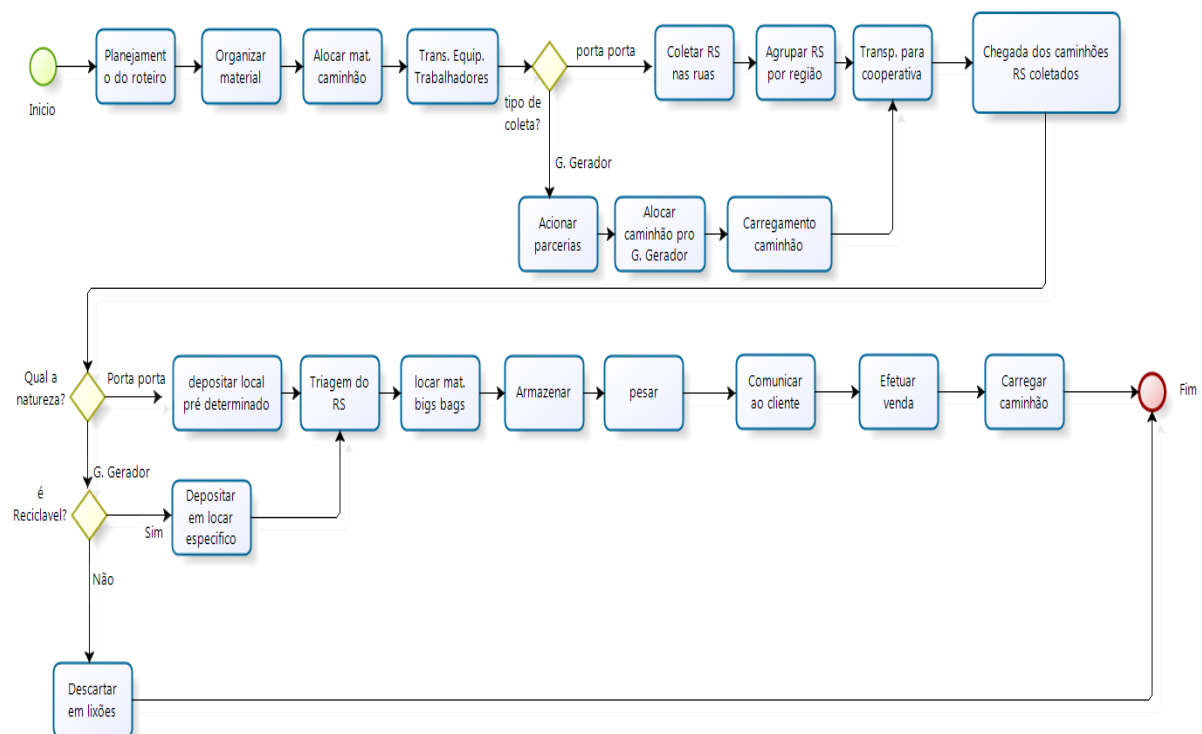 Inicio
Planejament
o do roteiro
Organizar
material
Alocar mat.
caminhão
Trans. Equip.
Trabalhadores
tipo de
coleta?
porta porta
Coletar RS
nas ruas
Agrupar RS
por região
Transp. para
cooperativa
Chegada dos caminhões
RS coletados
G. Gerador
Acionar
parcerias
Alocar
caminhão pro
G. Gerador
Carregamento
caminhão
Qual a
natureza?
Porta porta
depositar local
pré determinado
Triagem do
RS
locar mat.
bigs bags
Armazenar
pesar
Comunicar
ao cliente
Efetuar
venda
Carregar
caminhão
Fim
G. Gerador
é
Reciclavel?
Sim
Depositar
em locar
especifico
Não
Descartar
em lixões